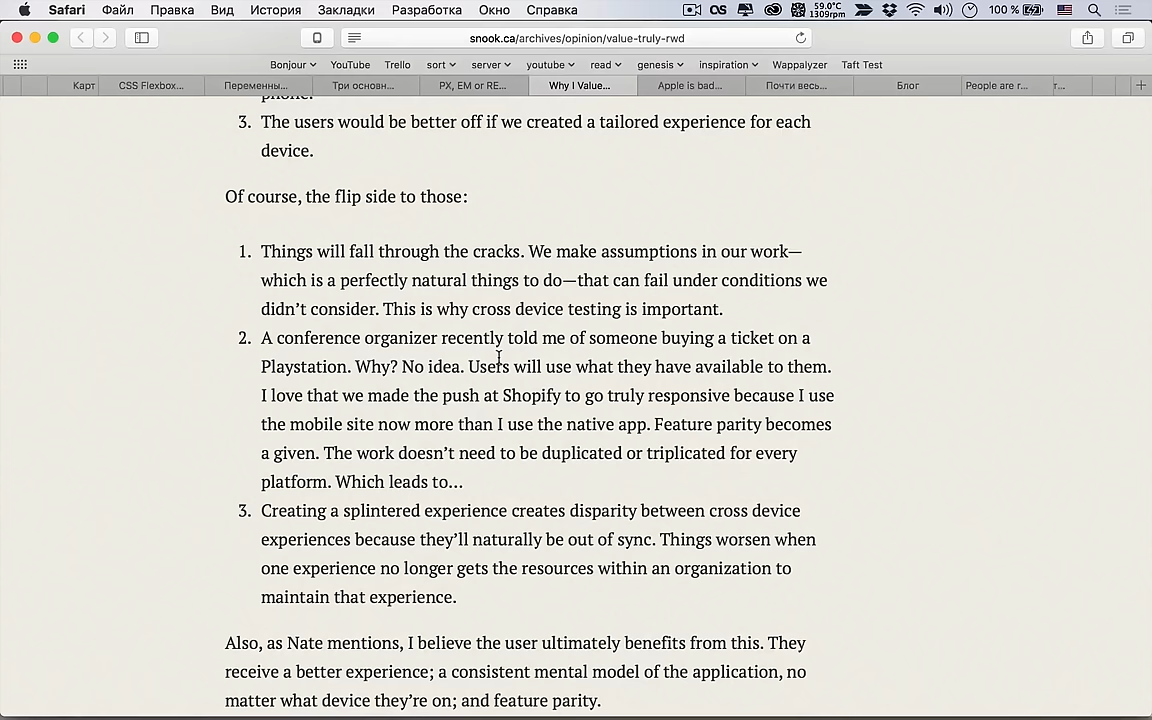 Safari Файл Правка Вид История Закладки Разработка Окно Справка OS 59.0°C 1309rpm 100 %
snook.ca/archives/opinion/value-truly-rwd
Bonjour YouTube Trello sort server youtube read genesis inspiration Wappalyzer Taft Test
Карт CSS Flexbox... Переменны... Три основн... PX, EM or RE... Why I Value... Apple is bad... Почти весь... Блог People are r... т...
phone.
3. The users would be better off if we created a tailored experience for each
device.
Of course, the flip side to those:
1. Things will fall through the cracks. We make assumptions in our work—
which is a perfectly natural things to do—that can fail under conditions we
didn’t consider. This is why cross device testing is important.
2. A conference organizer recently told me of someone buying a ticket on a
Playstation. Why? No idea. Users will use what they have available to them.
I love that we made the push at Shopify to go truly responsive because I use
the mobile site now more than I use the native app. Feature parity becomes
a given. The work doesn’t need to be duplicated or triplicated for every
platform. Which leads to…
3. Creating a splintered experience creates disparity between cross device
experiences because they’ll naturally be out of sync. Things worsen when
one experience no longer gets the resources within an organization to
maintain that experience.
Also, as Nate mentions, I believe the user ultimately benefits from this. They
receive a better experience; a consistent mental model of the application, no
matter what device they’re on; and feature parity.